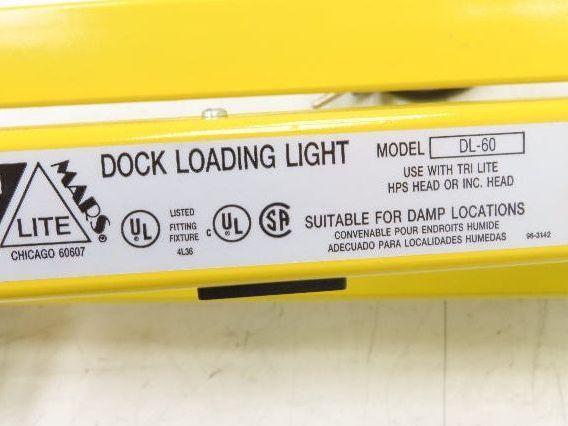 DOCK LOADING LIGHT
MODEL DL-60
USE WITH TRI LITE
HPS HEAD OR INC. HEAD
LITE
MARS®
CHICAGO 60607
UL
LISTED
FITTING
FIXTURE
4L36
c UL
SA
SUITABLE FOR DAMP LOCATIONS
CONVENABLE POUR ENDROITS HUMIDE
ADECUADO PARA LOCALIDADES HUMEDAS
96-3142